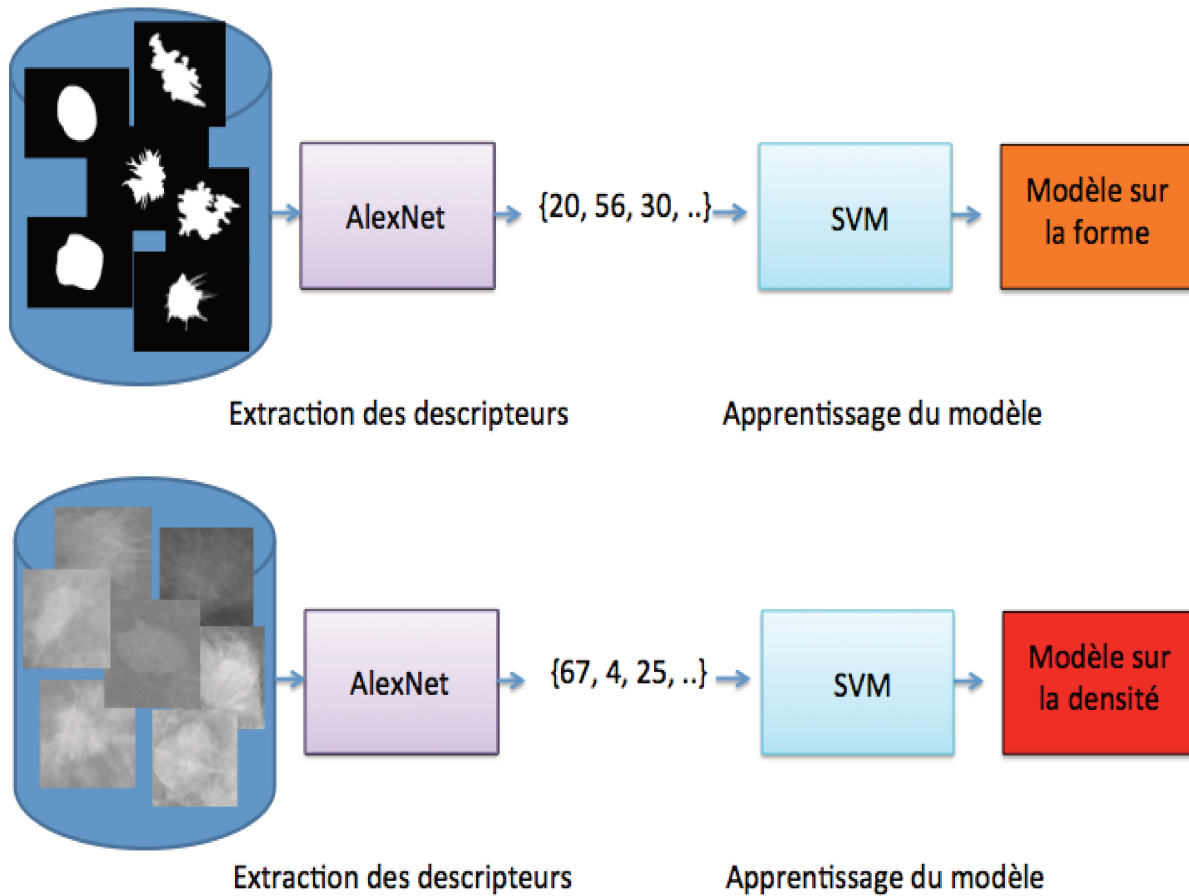 AlexNet
{20, 56, 30, ..}
SVM
Modèle sur
la forme
Extraction des descripteurs
Apprentissage du modèle
AlexNet
{67, 4, 25, ..}
SVM
Modèle sur
la densité
Extraction des descripteurs
Apprentissage du modèle